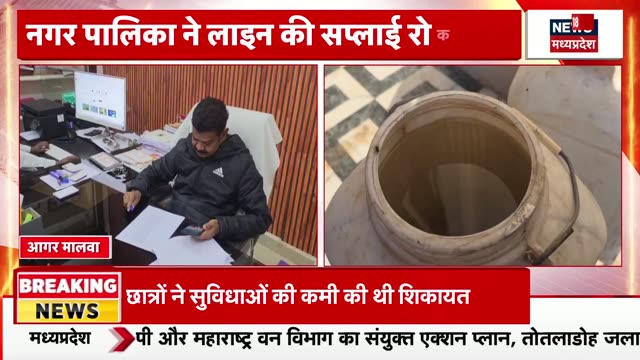 नगर पालिका ने लाइन की सप्लाई रो क
NEWS 18
मध्यप्रदेश
आगर मालवा
BREAKING
NEWS
छात्रों ने सुविधाओं की कमी की थी शिकायत
मध्यप्रदेश
पी और महाराष्ट्र वन विभाग का संयुक्त एक्शन प्लान, तोतलाडोह जला